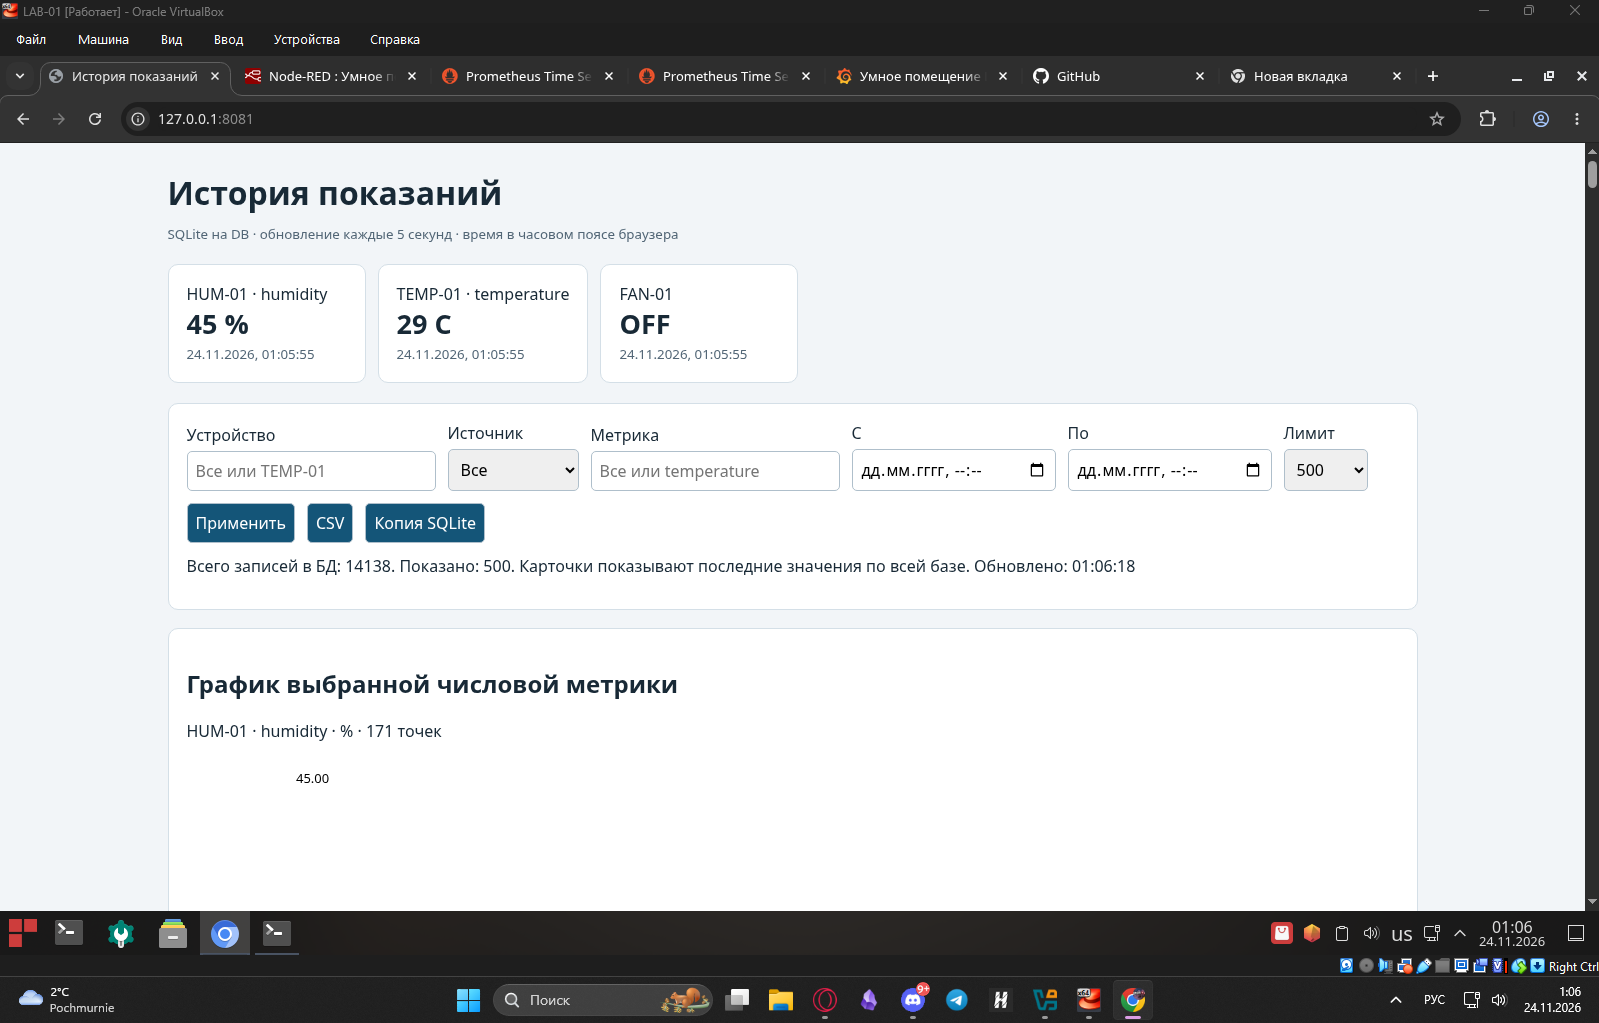 LAB-01 [Работает] - Oracle VirtualBox
Файл Машина Вид Ввод Устройства Справка
История показаний Node-RED : Умное п Prometheus Time Se Prometheus Time Se Умное помещение GitHub Новая вкладка
127.0.0.1:8081
История показаний
SQLite на DB · обновление каждые 5 секунд · время в часовом поясе браузера
HUM-01 · humidity
45 %
24.11.2026, 01:05:55
TEMP-01 · temperature
29 C
24.11.2026, 01:05:55
FAN-01
OFF
24.11.2026, 01:05:55
Устройство Источник Метрика С По Лимит
Все или TEMP-01 Все Все или temperature дд.мм.гггг, --:-- дд.мм.гггг, --:-- 500
Применить CSV Копия SQLite
Всего записей в БД: 14138. Показано: 500. Карточки показывают последние значения по всей базе. Обновлено: 01:06:18
График выбранной числовой метрики
HUM-01 · humidity · % · 171 точек
45.00
us 01:06
24.11.2026
Right Ctrl
2°C
Pochmurnie
Поиск
9+
x64
РУС
1:06
24.11.2026